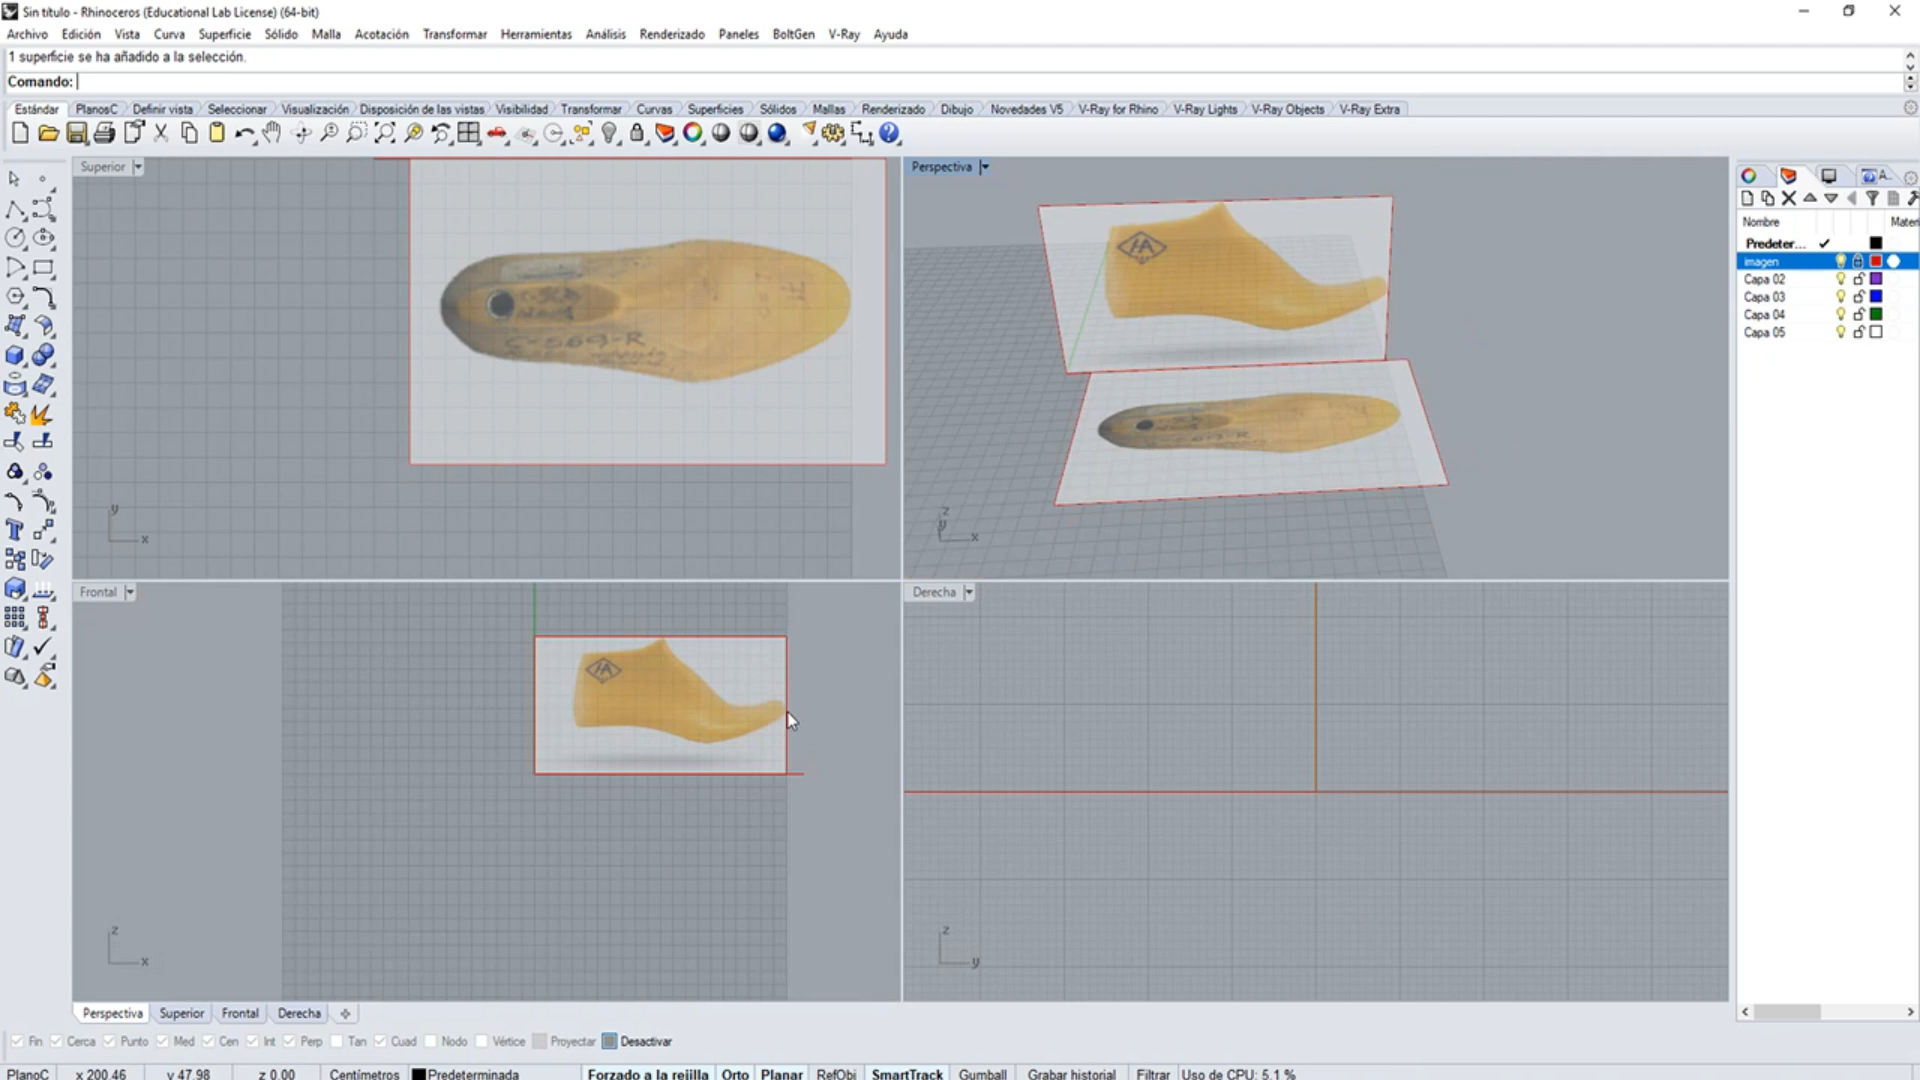 Sin título - Rhinoceros (Educational Lab License) (64-bit)
Archivo Edición Vista Curva Superficie Sólido Malla Acotación Transformar Herramientas Análisis Renderizado Paneles BoltGen V-Ray Ayuda
1 superficie se ha añadido a la selección.
Comando:
Estándar PlanosC Definir vista Seleccionar Visualización Disposición de las vistas Visibilidad Transformar Curvas Superficies Sólidos Mallas Renderizado Dibujo Novedades V5 V-Ray for Rhino V-Ray Lights V-Ray Objects V-Ray Extra
Superior
Perspectiva
A...
Nombre Materi
Predeter...
imagen
Capa 02
Capa 03
Capa 04
Capa 05
HA
C-569-R
y
x
z
y
x
Frontal
Derecha
HA
z
x
z
y
Perspectiva Superior Frontal Derecha
Fin Cerca Punto Med Cen Int Perp Tan Cuad Nodo Vértice Proyectar Desactivar
PlanoC x 200.46 y 47.98 z 0.00 Centímetros Predeterminada Forzado a la rejilla Orto Planar RefObj SmartTrack Gumball Grabar historial Filtrar Uso de CPU: 5.1 %